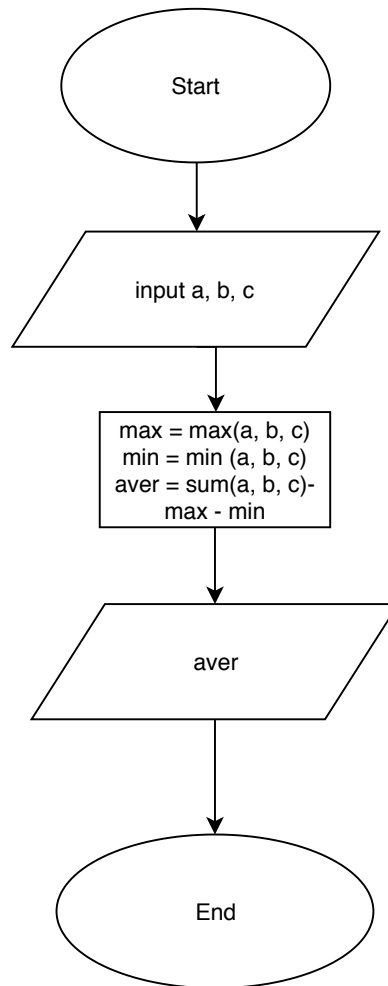 Start
input a, b, c
max = max(a, b, c)
min = min (a, b, c)
aver = sum(a, b, c)-
max - min
aver
End